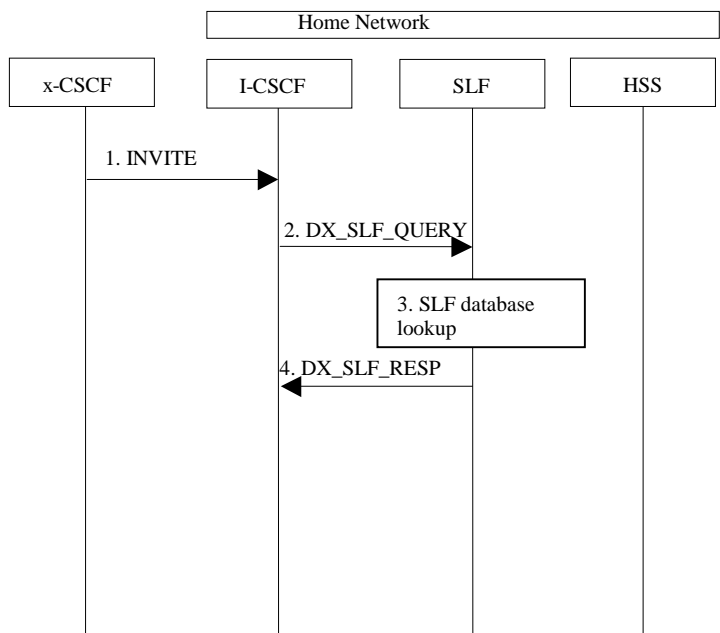 Home Network
x-CSCF
I-CSCF
SLF
HSS
1. INVITE
2. DX_SLF_QUERY
3. SLF database
lookup
4. DX_SLF_RESP